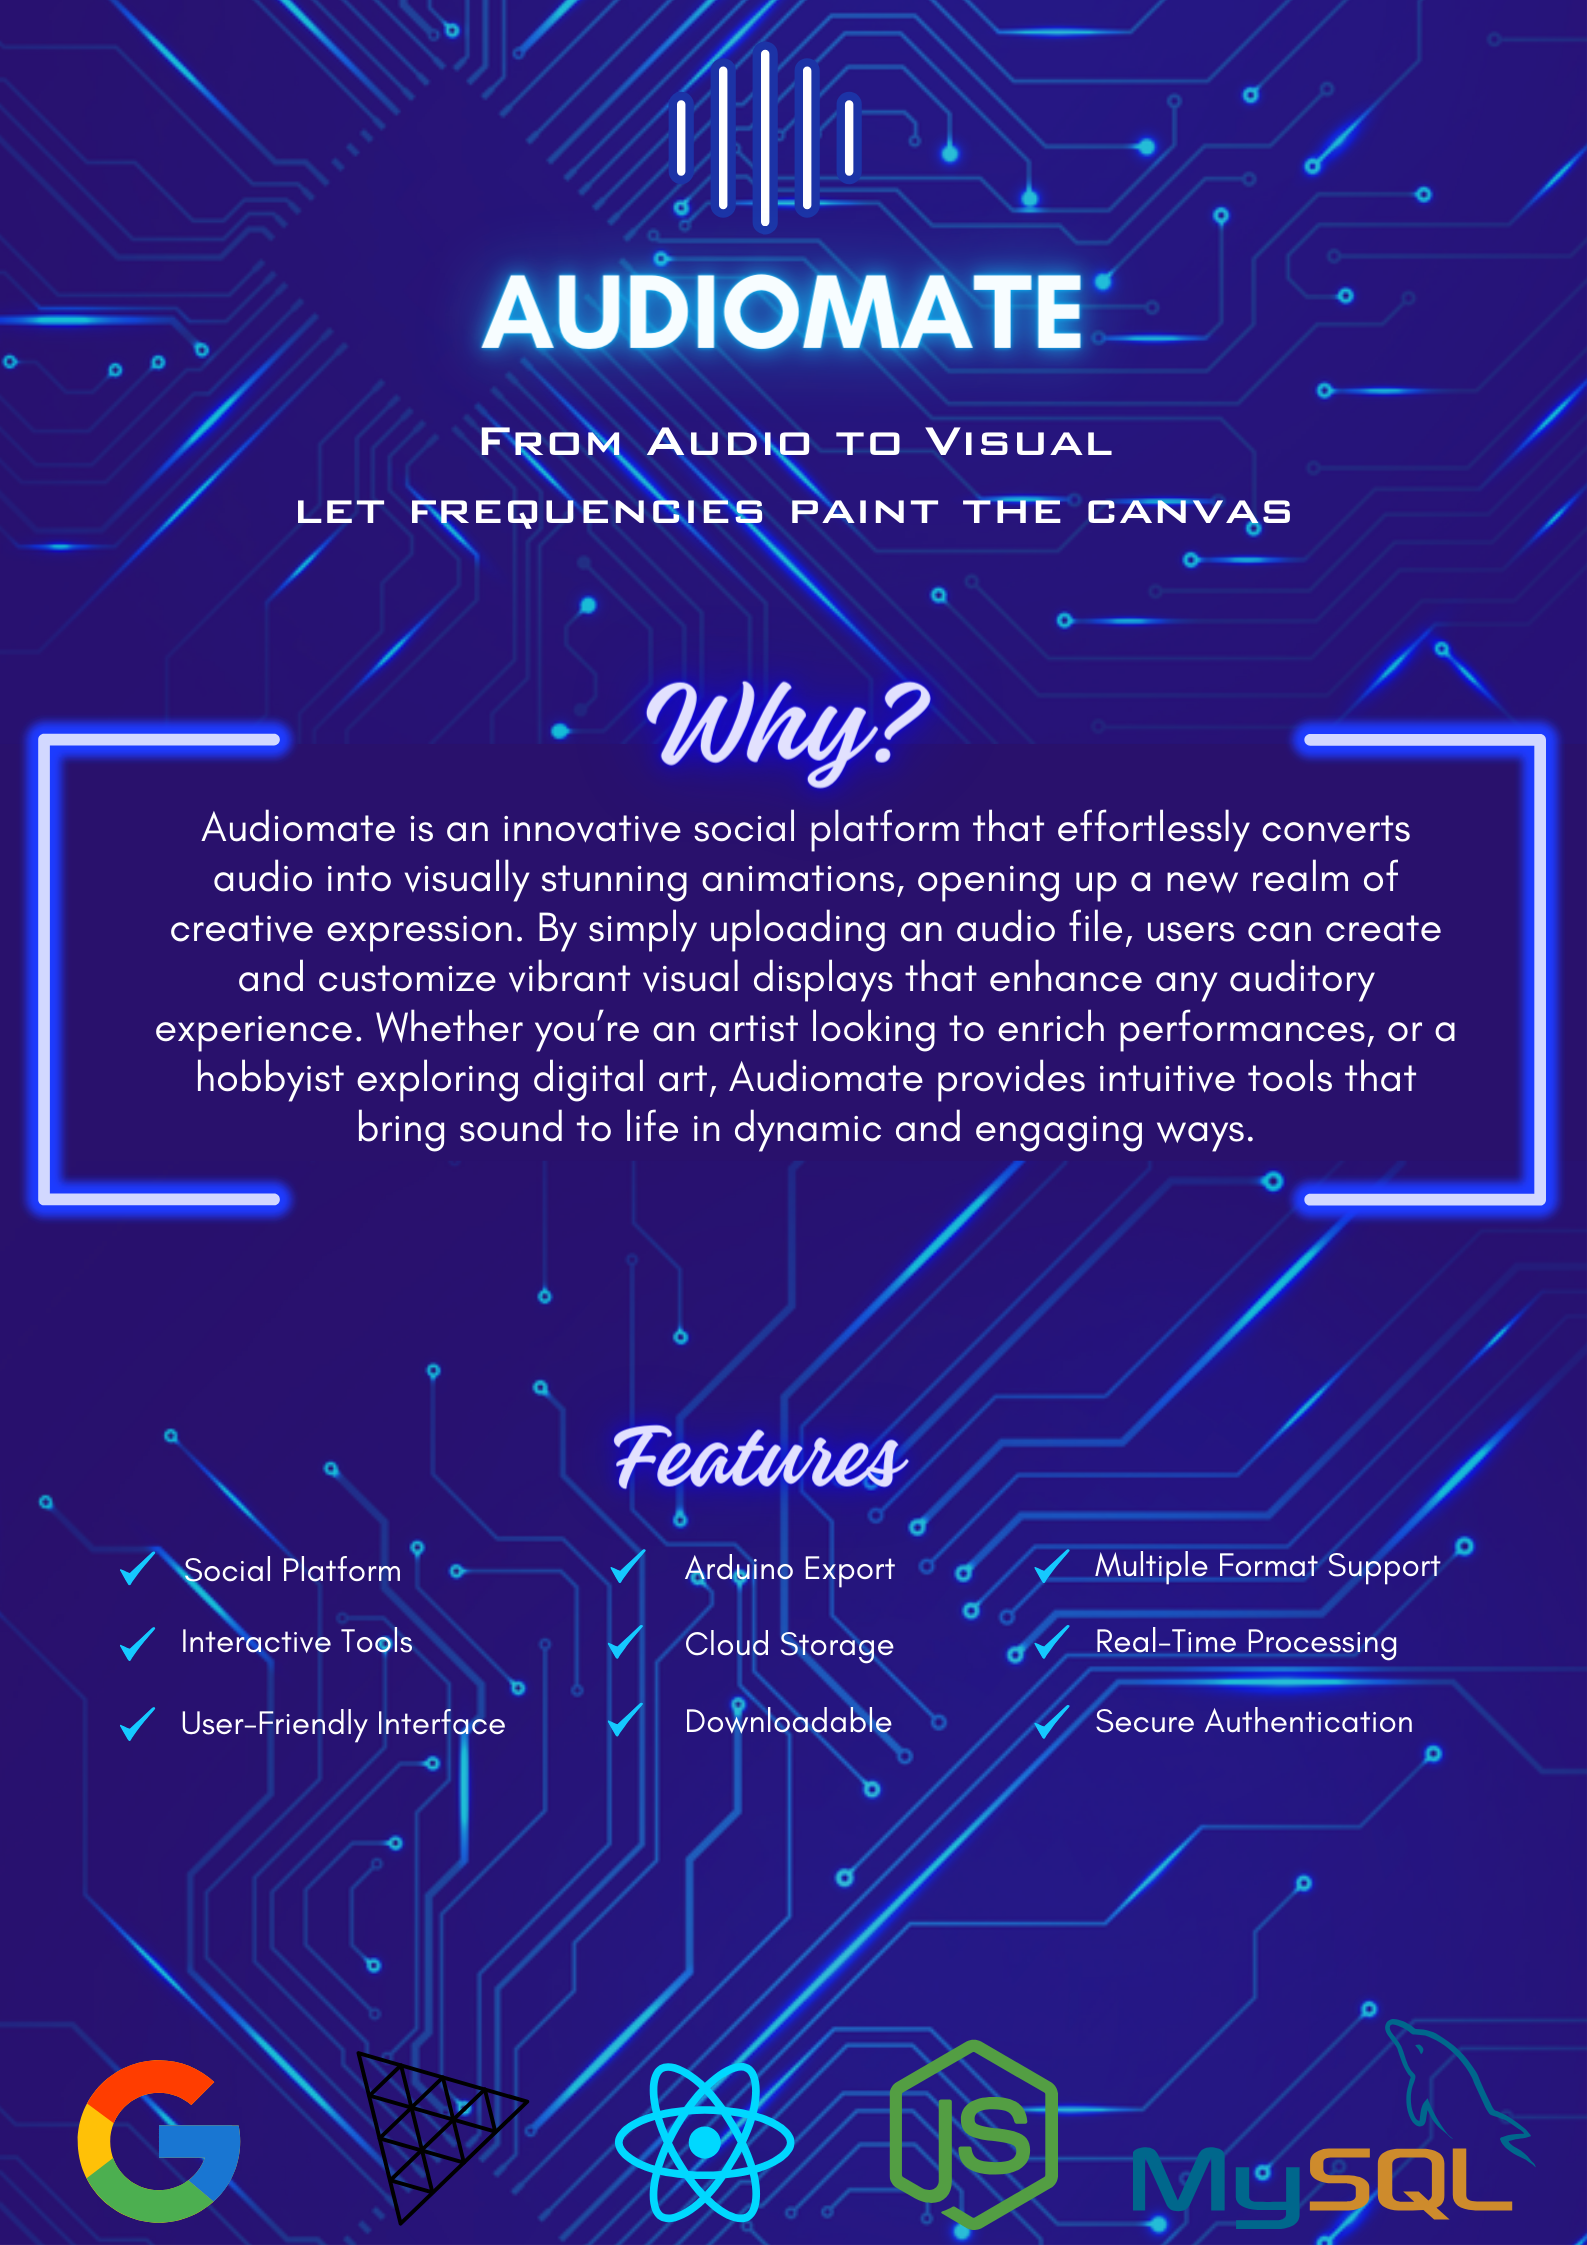 AUDIOMATE
From Audio to Visual
let frequencies paint the canvas
Why?
Audiomate is an innovative social platform that effortlessly converts
audio into visually stunning animations, opening up a new realm of
creative expression. By simply uploading an audio file, users can create
and customize vibrant visual displays that enhance any auditory
experience. Whether you’re an artist looking to enrich performances, or a
hobbyist exploring digital art, Audiomate provides intuitive tools that
bring sound to life in dynamic and engaging ways.
Features
Social Platform
Interactive Tools
User-Friendly Interface
Arduino Export
Cloud Storage
Downloadable
Multiple Format Support
Real-Time Processing
Secure Authentication
G
JS
MySQL